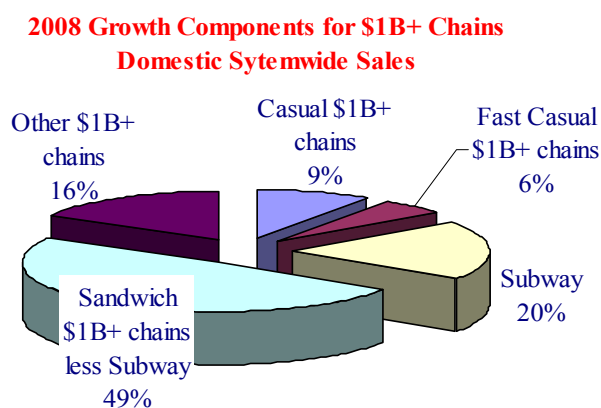 2008 Growth Components for $1B+ Chains
Domestic Sytemwide Sales
Other $1B+
chains
16%
Casual $1B+
chains
9%
Fast Casual
$1B+ chains
6%
Subway
20%
Sandwich
$1B+ chains
less Subway
49%